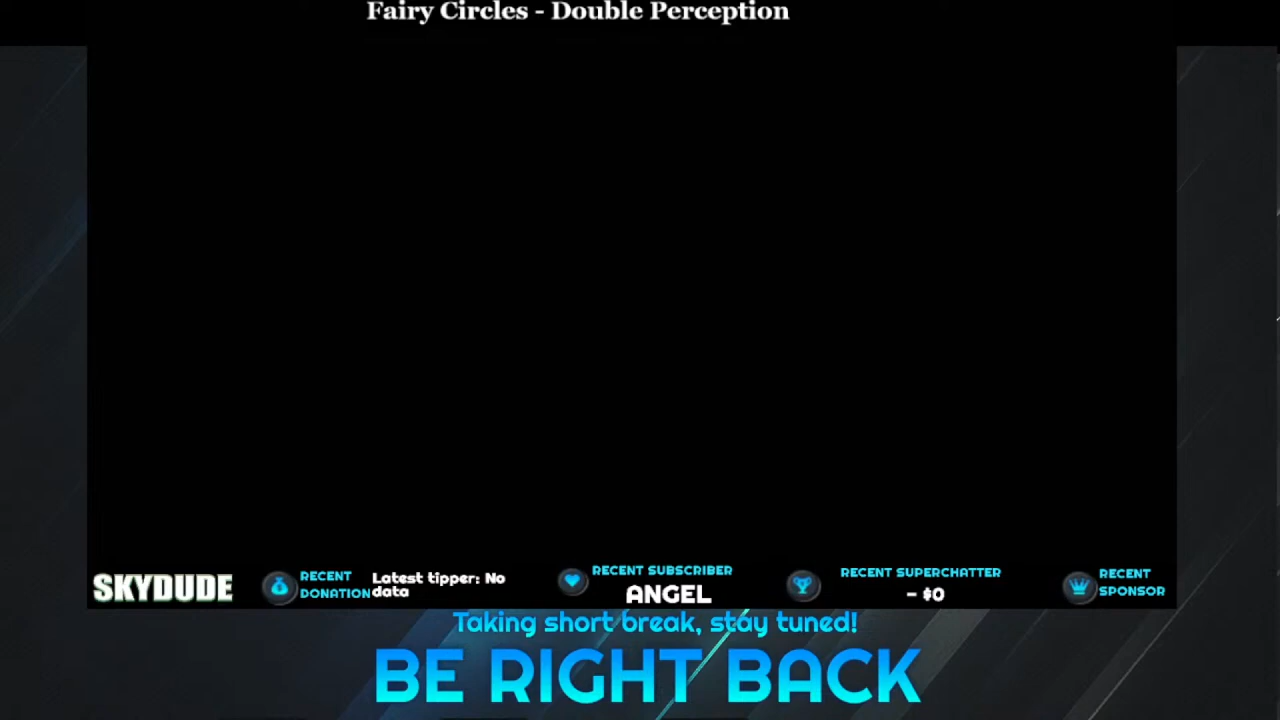 Fairy Circles - Double Perception
SKYDUDE
RECENT
DONATION
Latest tipper: No
data
RECENT SUBSCRIBER
ANGEL
RECENT SUPERCHATTER
- $0
RECENT
SPONSOR
Taking short break, stay tuned!
BE RIGHT BACK